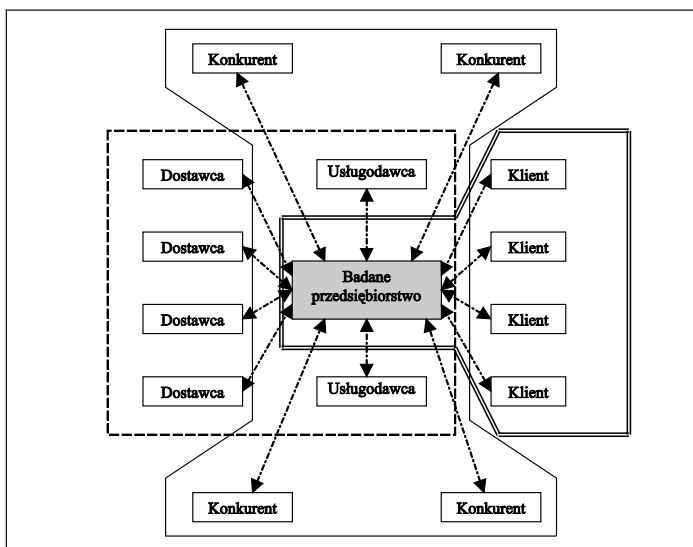 Konkurent
Konkurent
Dostawca
Usługodawca
Klient
Dostawca
Klient
Badane
przedsiębiorstwo
Dostawca
Klient
Dostawca
Usługodawca
Klient
Konkurent
Konkurent